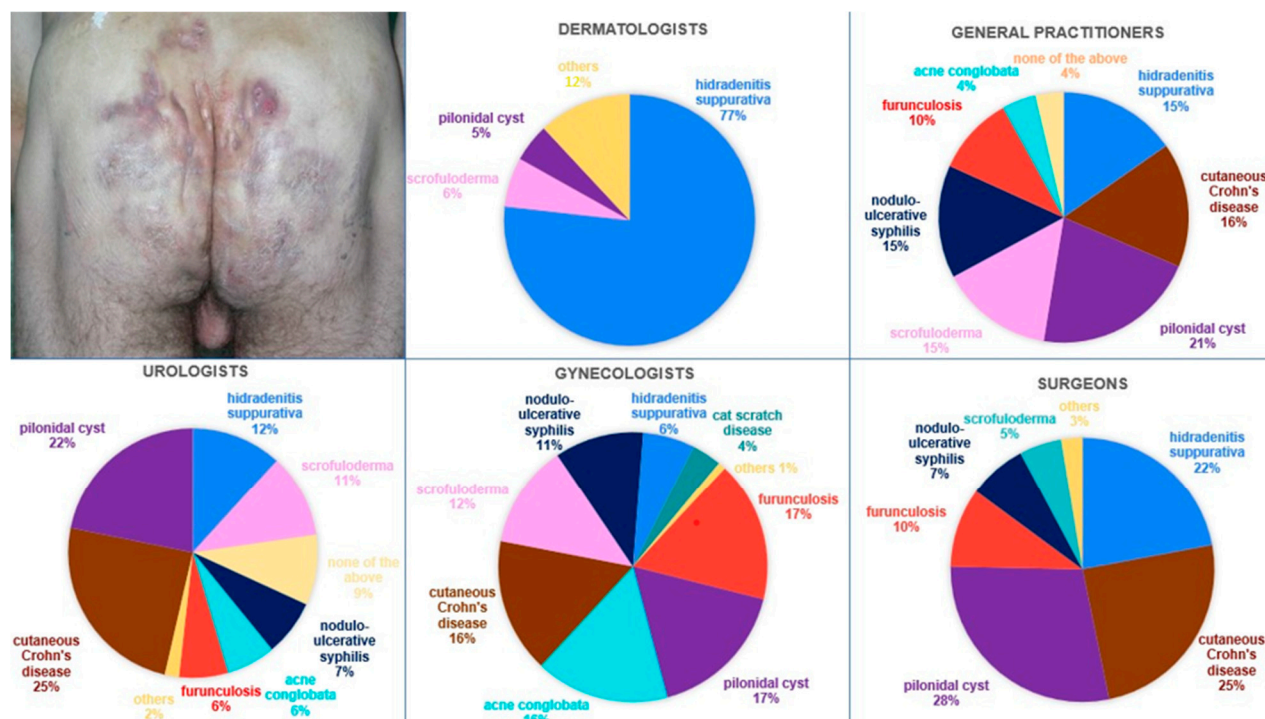 DERMATOLOGISTS
others
12%
hidradenitis
suppurativa
77%
pilonidal cyst
5%
scrofuloderma
6%
GENERAL PRACTITIONERS
none of the above
4%
acne conglobata
4%
hidradenitis
suppurativa
15%
furunculosis
10%
cutaneous
Crohn's
disease
16%
nodulo-
ulcerative
syphilis
15%
scrofuloderma
15%
pilonidal cyst
21%
UROLOGISTS
hidradenitis
suppurativa
12%
pilonidal cyst
22%
scrofuloderma
11%
none of the
above
9%
nodulo-
ulcerative
syphilis
7%
cutaneous
Crohn's
disease
25%
others
2%
furunculosis
6%
acne
conglobata
6%
GYNECOLOGISTS
nodulo-
ulcerative
syphilis
11%
hidradenitis
suppurativa
6%
cat scratch
disease
4%
others 1%
scrofuloderma
12%
furunculosis
17%
cutaneous
Crohn's
disease
16%
pilonidal cyst
17%
acne conglobata
SURGEONS
others
3%
scrofuloderma
5%
nodulo-
ulcerative
syphilis
7%
hidradenitis
suppurativa
22%
furunculosis
10%
cutaneous
Crohn's
disease
25%
pilonidal cyst
28%